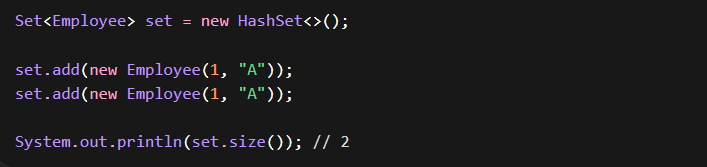 Set<Employee> set = new HashSet<>();
set.add(new Employee(1, "A"));
set.add(new Employee(1, "A"));
System.out.println(set.size()); // 2